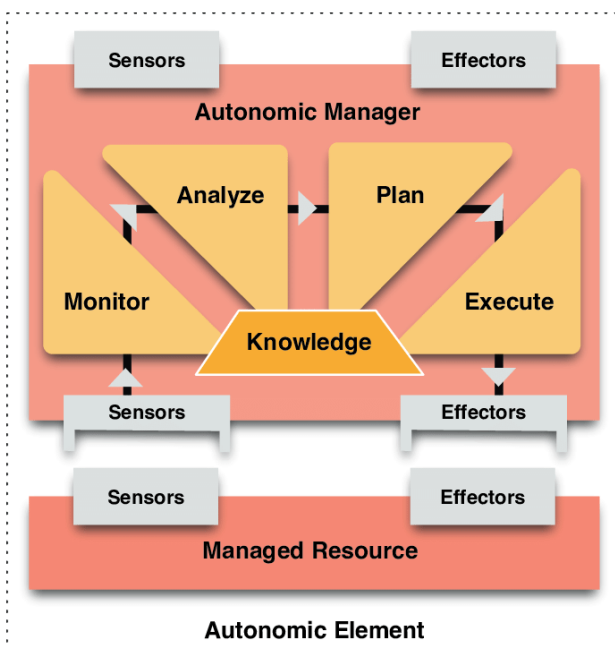 Sensors
Effectors
Autonomic Manager
Analyze
Plan
Monitor
Execute
Knowledge
Sensors
Effectors
Sensors
Effectors
Managed Resource
Autonomic Element